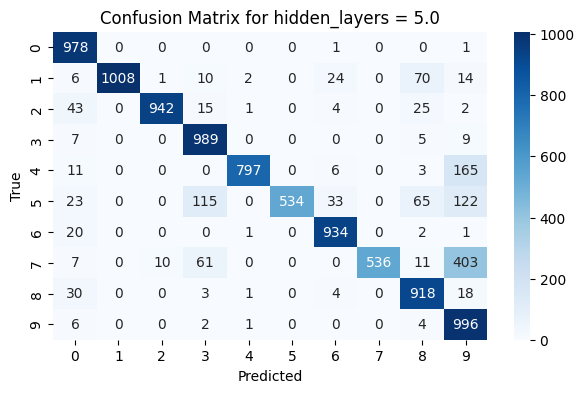 Confusion Matrix for hidden_layers = 5.0
0 978 0 0 0 0 0 1 0 0 1
1 6 1008 1 10 2 0 24 0 70 14
2 43 0 942 15 1 0 4 0 25 2
3 7 0 0 989 0 0 0 0 5 9
4 11 0 0 0 797 0 6 0 3 165
5 23 0 0 115 0 534 33 0 65 122
6 20 0 0 0 1 0 934 0 2 1
7 7 0 10 61 0 0 0 536 11 403
8 30 0 0 3 1 0 4 0 918 18
9 6 0 0 2 1 0 0 0 4 996
0 1 2 3 4 5 6 7 8 9
Predicted
True
1000
800
600
400
200
0